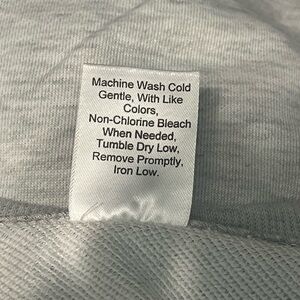 Machine Wash Cold
Gentle, With Like
Colors,
Non-Chlorine Bleach
When Needed,
Tumble Dry Low,
Remove Promptly,
Iron Low.